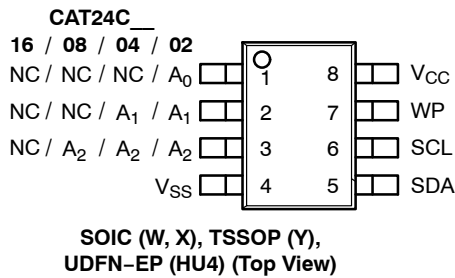 CAT24C__
16 / 08 / 04 / 02
NC / NC / NC / A0 1 8 VCC
NC / NC / A1 / A1 2 7 WP
NC / A2 / A2 / A2 3 6 SCL
VSS 4 5 SDA
SOIC (W, X), TSSOP (Y),
UDFN−EP (HU4) (Top View)